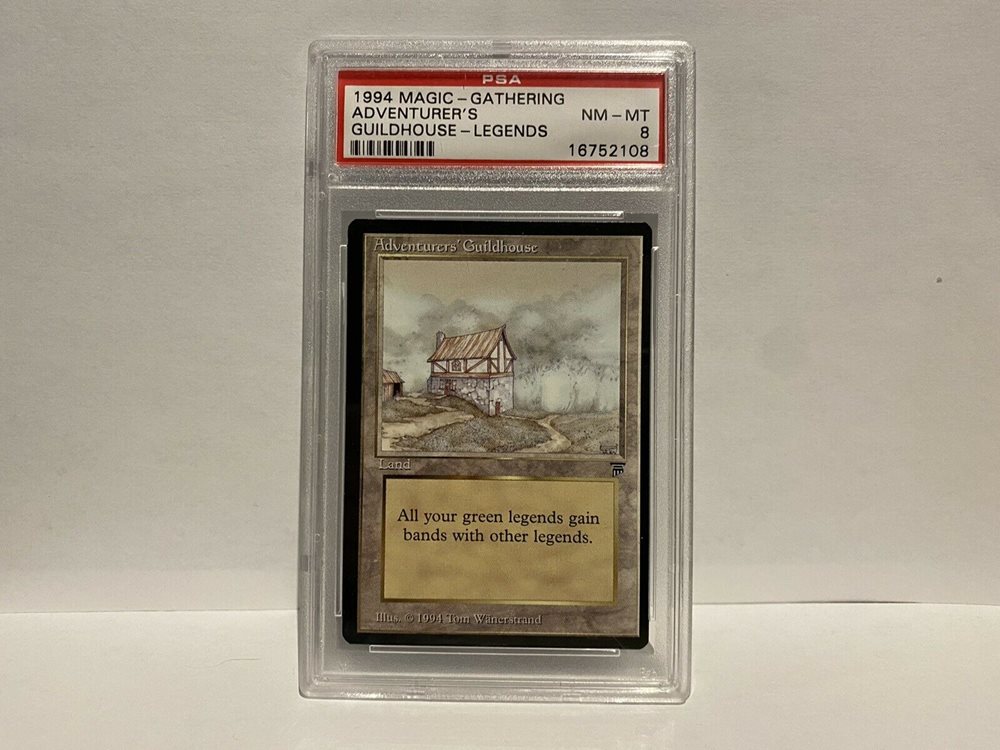 PSA
1994 MAGIC - GATHERING
ADVENTURER'S
NM - MT
GUILDHOUSE - LEGENDS
8
16752108
Adventurers' Guildhouse
Land
All your green legends gain
bands with other legends.
Illus. © 1994 Tom Wänerstrand